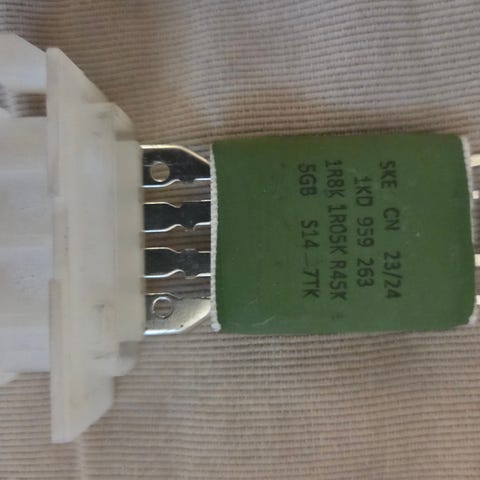 SKE CN 23/24
1KD 959 263
1R8K 1R05K R45K
5GB S14 7TK